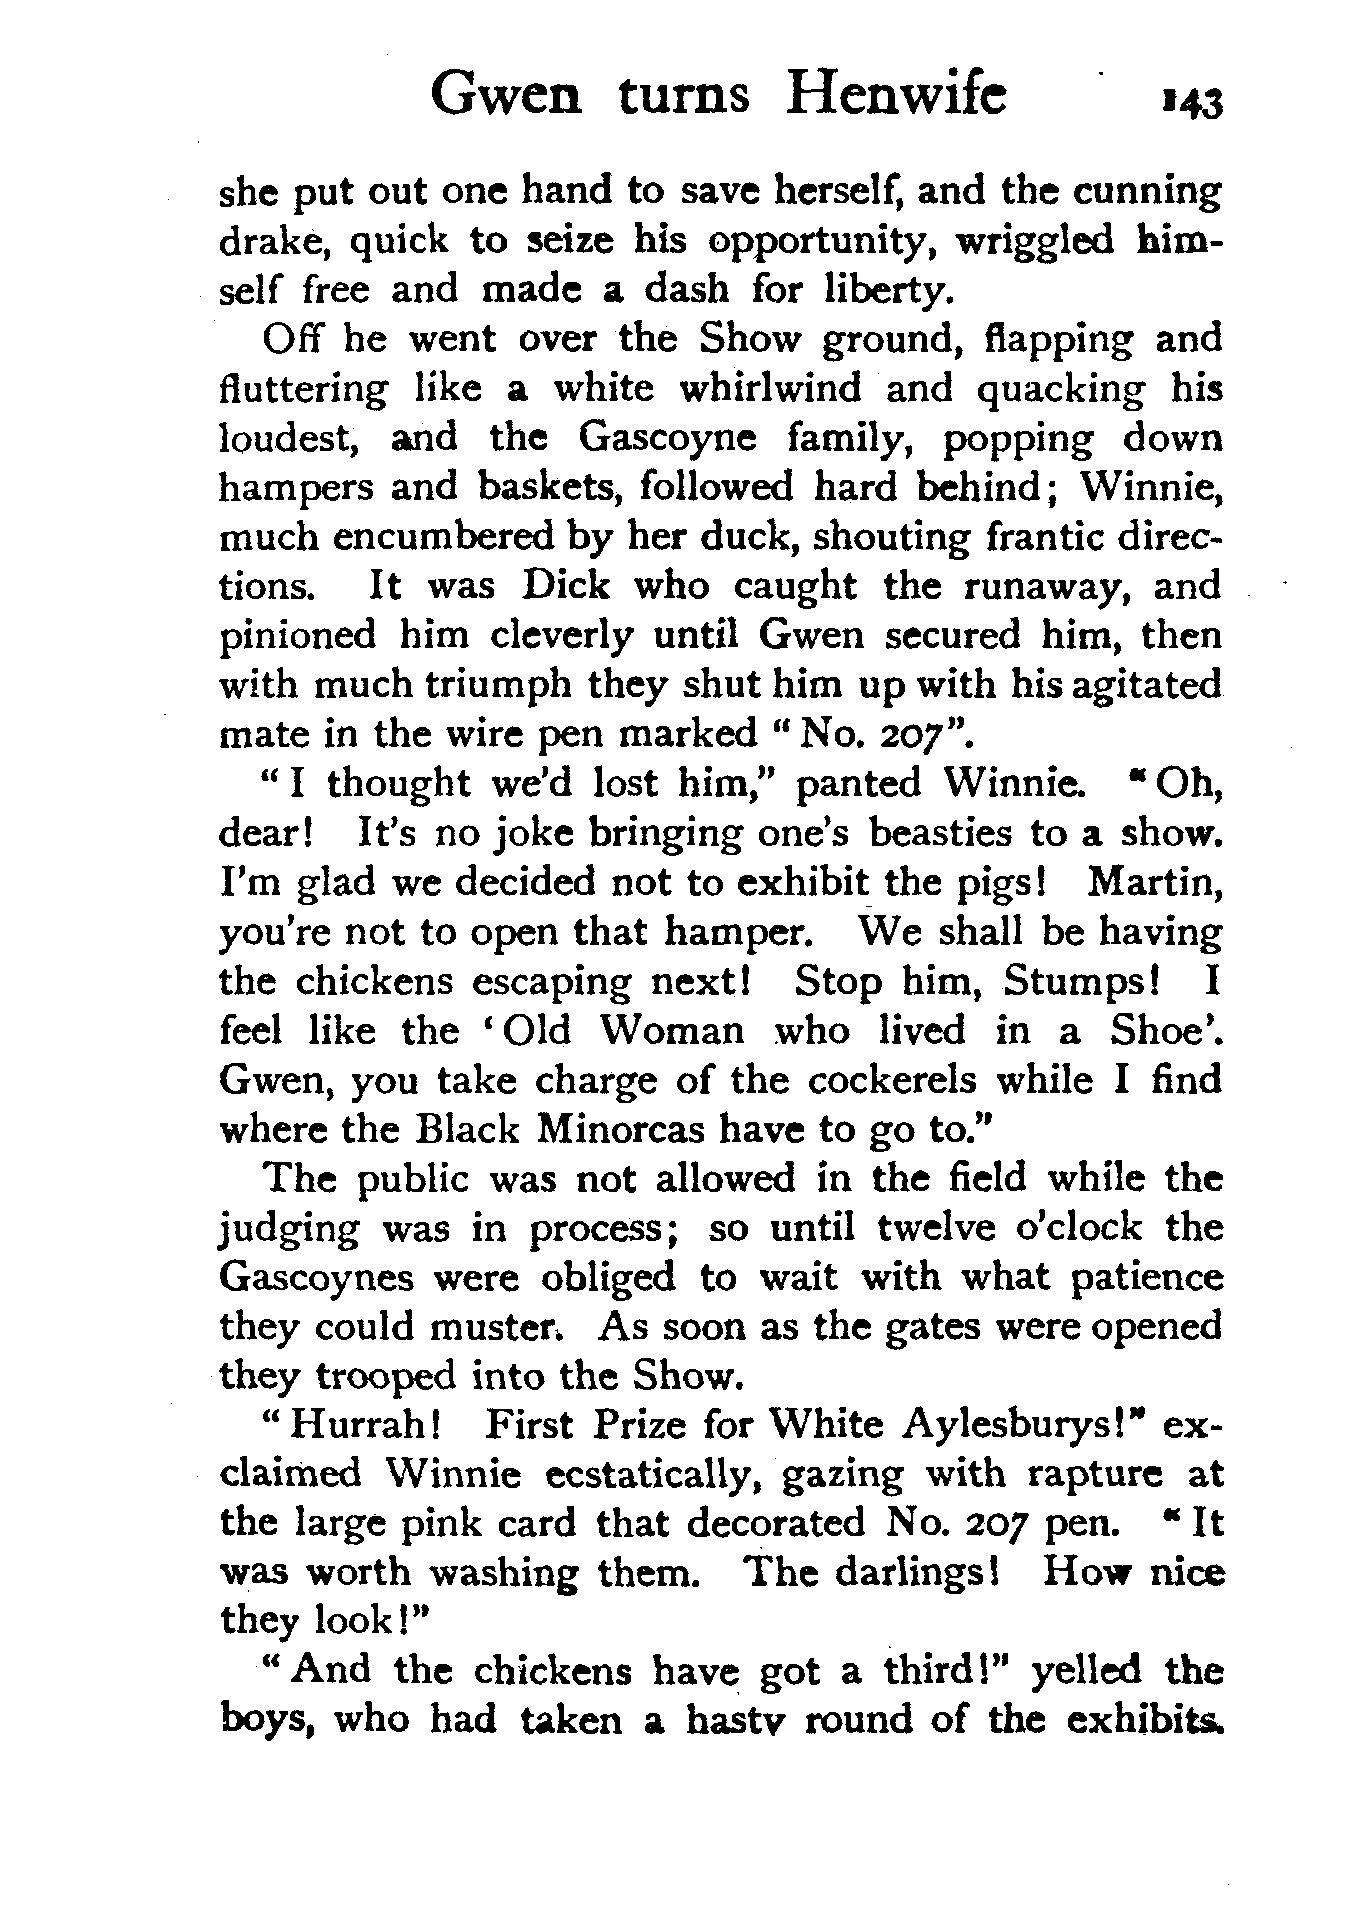 Gwen turns Henwife 143
she put out one hand to save herself, and the cunning
drake, quick to seize his opportunity, wriggled him-
self free and made a dash for liberty.
Off he went over the Show ground, flapping and
fluttering like a white whirlwind and quacking his
loudest, and the Gascoyne family, popping down
hampers and baskets, followed hard behind; Winnie,
much encumbered by her duck, shouting frantic direc-
tions. It was Dick who caught the runaway, and
pinioned him cleverly until Gwen secured him, then
with much triumph they shut him up with his agitated
mate in the wire pen marked "No. 207".
"I thought we'd lost him," panted Winnie. "Oh,
dear! It's no joke bringing one's beasties to a show.
I'm glad we decided not to exhibit the pigs! Martin,
you're not to open that hamper. We shall be having
the chickens escaping next! Stop him, Stumps! I
feel like the 'Old Woman who lived in a Shoe'.
Gwen, you take charge of the cockerels while I find
where the Black Minorcas have to go to."
The public was not allowed in the field while the
judging was in process; so until twelve o'clock the
Gascoynes were obliged to wait with what patience
they could muster. As soon as the gates were opened
they trooped into the Show.
"Hurrah! First Prize for White Aylesburys!" ex-
claimed Winnie ecstatically, gazing with rapture at
the large pink card that decorated No. 207 pen. "It
was worth washing them. The darlings! How nice
they look!"
"And the chickens have got a third!" yelled the
boys, who had taken a hasty round of the exhibits.